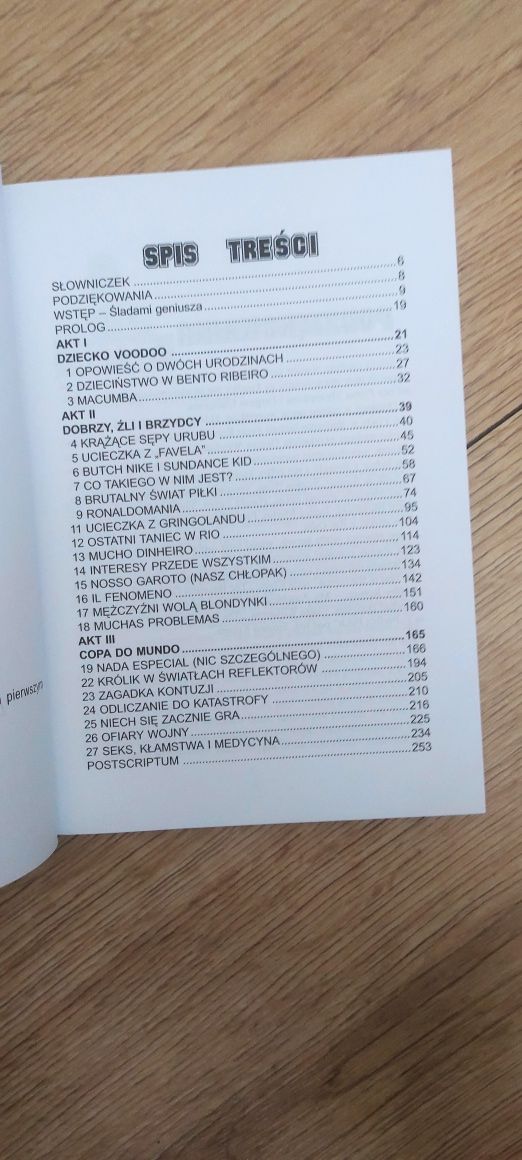 SPIS TREŚCI
SŁOWNICZEK 6
PODZIĘKOWANIA 8
WSTĘP – Śladami geniusza 9
PROLOG 19
AKT I
DZIECKO VOODOO 21
1 OPOWIEŚĆ O DWÓCH URODZINACH 23
2 DZIECIŃSTWO W BENTO RIBEIRO 27
3 MACUMBA 32
AKT II
DOBRZY, ŹLI I BRZYDCY 39
4 KRĄŻĄCE SĘPY URUBU 40
5 UCIECZKA Z „FAVELA” 45
6 BUTCH NIKE I SUNDANCE KID 52
7 CO TAKIEGO W NIM JEST? 58
8 BRUTALNY ŚWIAT PIŁKI 67
9 RONALDOMANIA 74
11 UCIECZKA Z GRINGOLANDU 95
12 OSTATNI TANIEC W RIO 104
13 MUCHO DINHEIRO 114
14 INTERESY PRZEDE WSZYSTKIM 123
15 NOSSO GAROTO (NASZ CHŁOPAK) 134
16 IL FENOMENO 142
17 MĘŻCZYŹNI WOLĄ BLONDYNKI 151
18 MUCHAS PROBLEMAS 160
AKT III
COPA DO MUNDO 165
19 NADA ESPECIAL (NIC SZCZEGÓLNEGO) 166
22 KRÓLIK W ŚWIATŁACH REFLEKTORÓW 194
23 ZAGADKA KONTUZJI 205
24 ODLICZANIE DO KATASTROFY 210
25 NIECH SIĘ ZACZNIE GRA 216
26 OFIARY WOJNY 225
27 SEKS, KŁAMSTWA I MEDYCYNA 234
POSTSCRIPTUM 253
pierwszym